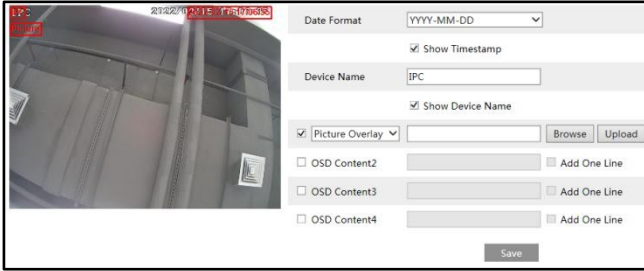 IPC
Date Format YYYY-MM-DD
Show Timestamp
Device Name IPC
Show Device Name
Picture Overlay Browse Upload
OSD Content2 Add One Line
OSD Content3 Add One Line
OSD Content4 Add One Line
Save